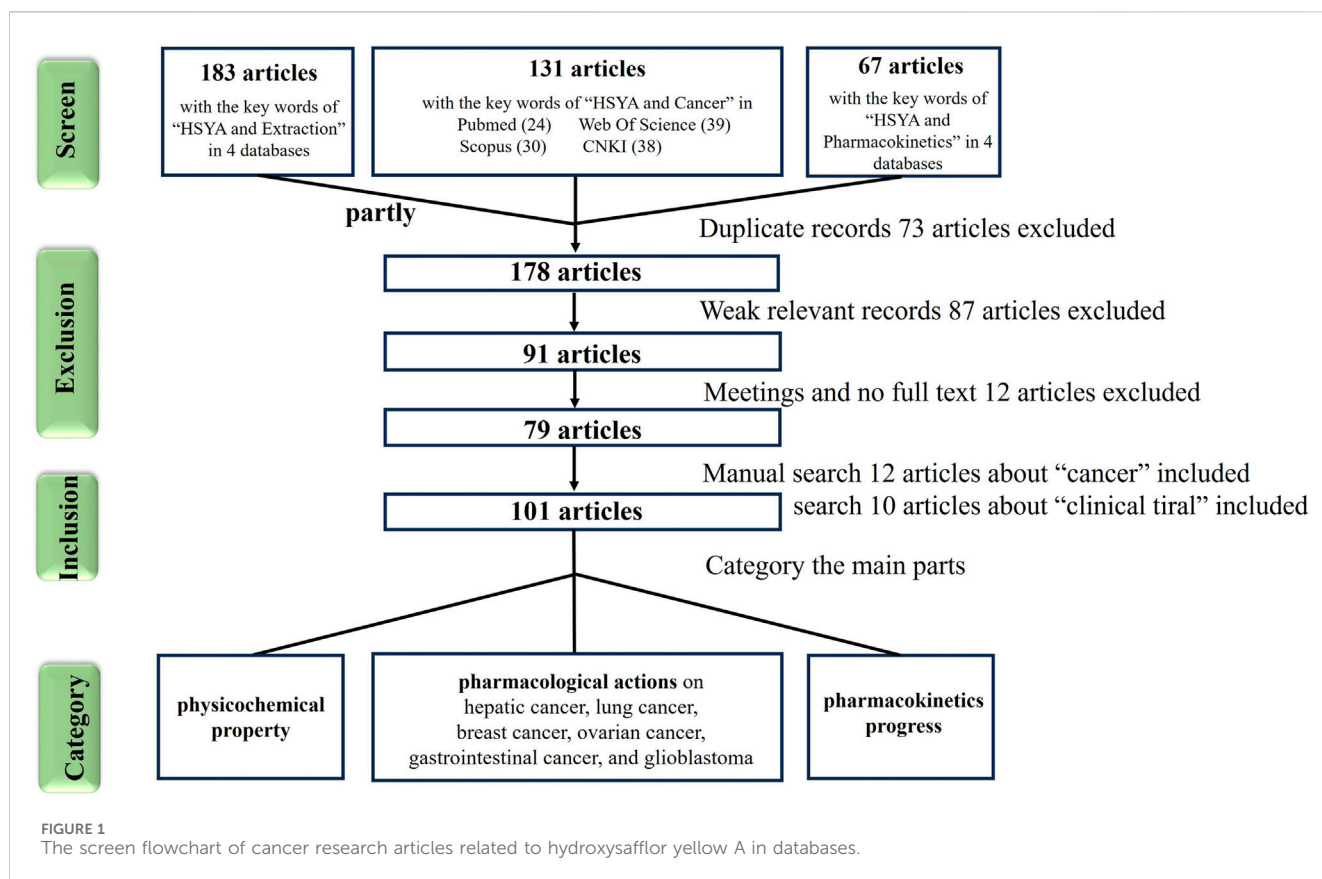 Screen
183 articles
with the key words of
“HSYA and Extraction”
in 4 databases
131 articles
with the key words of “HSYA and Cancer” in
Pubmed (24) Web Of Science (39)
Scopus (30) CNKI (38)
67 articles
with the key words of
“HSYA and
Pharmacokinetics” in 4
databases
partly
Duplicate records 73 articles excluded
Exclusion
178 articles
Weak relevant records 87 articles excluded
91 articles
Meetings and no full text 12 articles excluded
79 articles
Inclusion
Manual search 12 articles about “cancer” included
search 10 articles about “clinical tiral” included
101 articles
Category the main parts
Category
physicochemical
property
pharmacological actions on
hepatic cancer, lung cancer,
breast cancer, ovarian cancer,
gastrointestinal cancer, and glioblastoma
pharmacokinetics
progress
FIGURE 1
The screen flowchart of cancer research articles related to hydroxysafflor yellow A in databases.